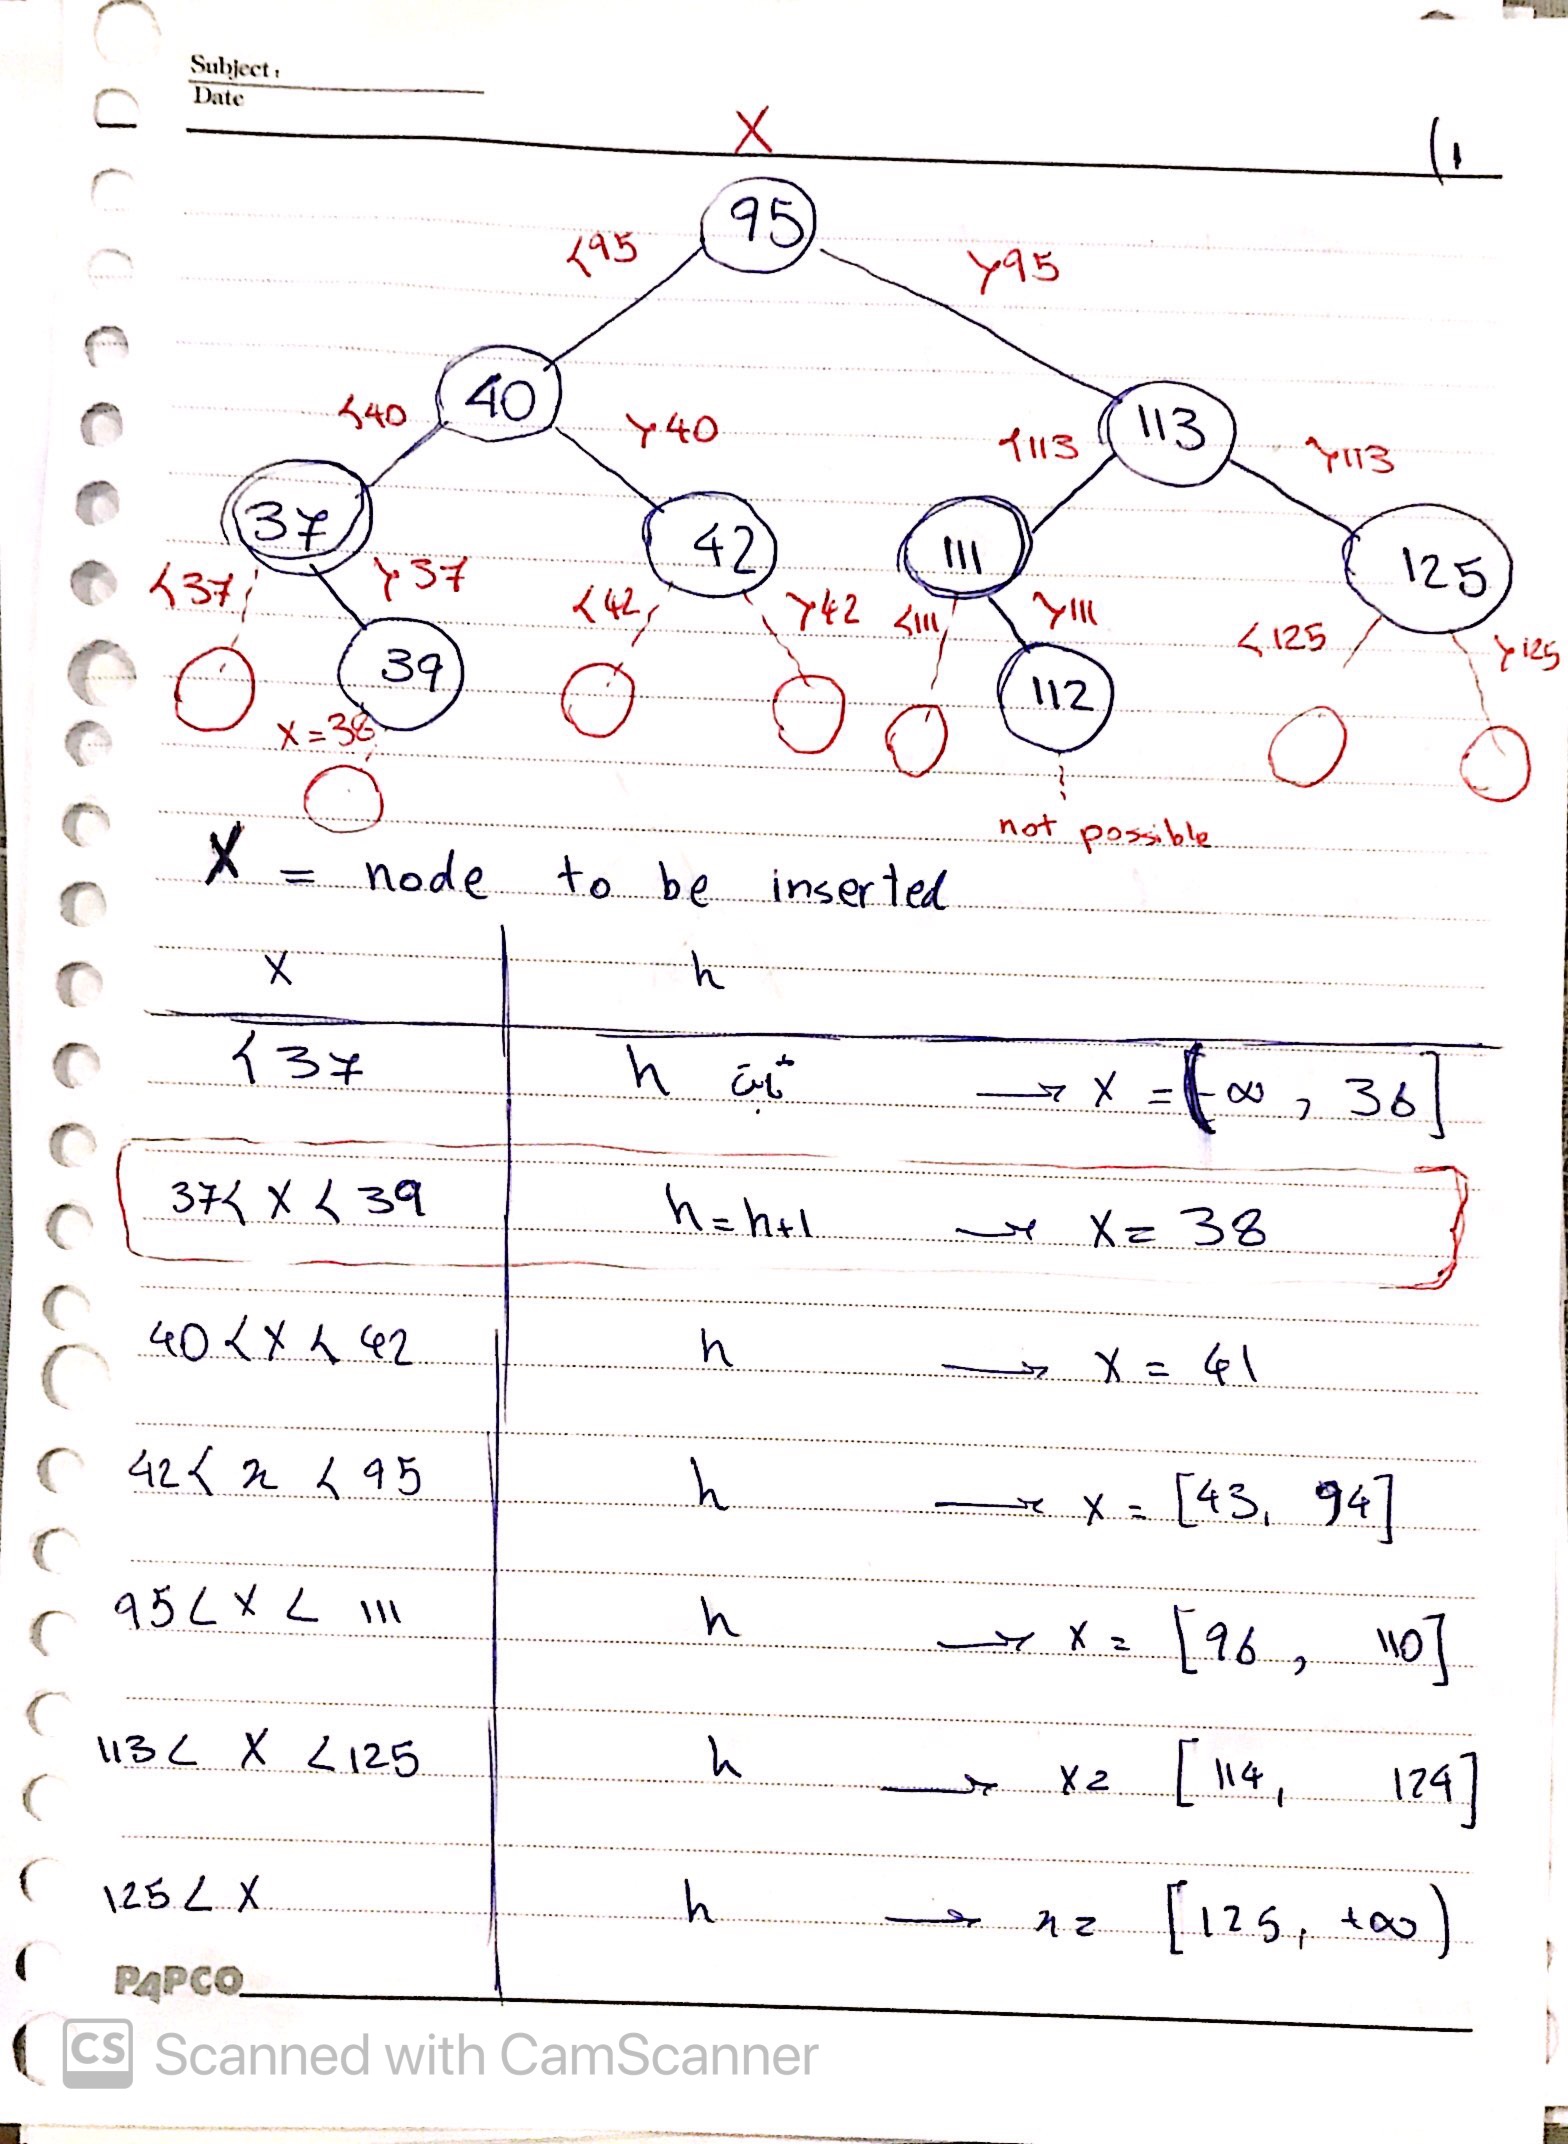 Subject:
Date
X
(1
95
<95 >95
40 113
<40 >40 <113 >113
37 42 111 125
<37 >37 <42 >42 <111 >111 <125 >125
39 112
X=38
not possible
X = node to be inserted
X h
<37 h ثابت → X = (-∞, 36]
37< X < 39 h=h+1 → X= 38
40 < X < 42 h → X = 41
42< x < 95 h → X = [43, 94]
95 < X < 111 h → X = [96, 110]
113 < X < 125 h → X= [114, 124]
125 < X h → x= [125, +∞)
PAPCO
CS Scanned with CamScanner